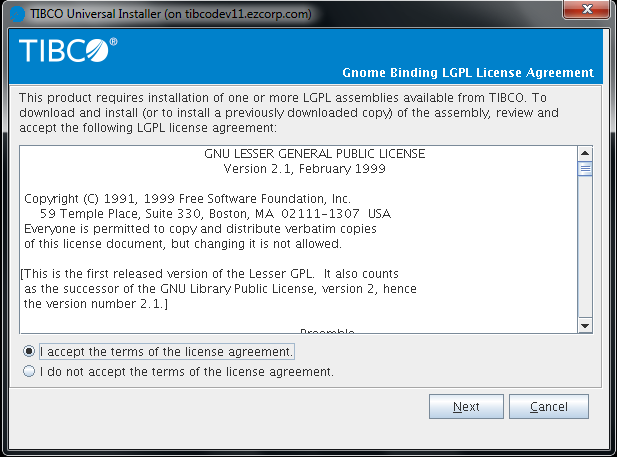 TIBCO Universal Installer (on tibcodev11.ezcorp.com)
TIBCO®
Gnome Binding LGPL License Agreement
This product requires installation of one or more LGPL assemblies available from TIBCO. To
download and install (or to install a previously downloaded copy) of the assembly, review and
accept the following LGPL license agreement:
GNU LESSER GENERAL PUBLIC LICENSE
Version 2.1, February 1999
Copyright (C) 1991, 1999 Free Software Foundation, Inc.
59 Temple Place, Suite 330, Boston, MA 02111-1307 USA
Everyone is permitted to copy and distribute verbatim copies
of this license document, but changing it is not allowed.
[This is the first released version of the Lesser GPL. It also counts
as the successor of the GNU Library Public License, version 2, hence
the version number 2.1.]
Preamble
I accept the terms of the license agreement.
I do not accept the terms of the license agreement.
Next Cancel